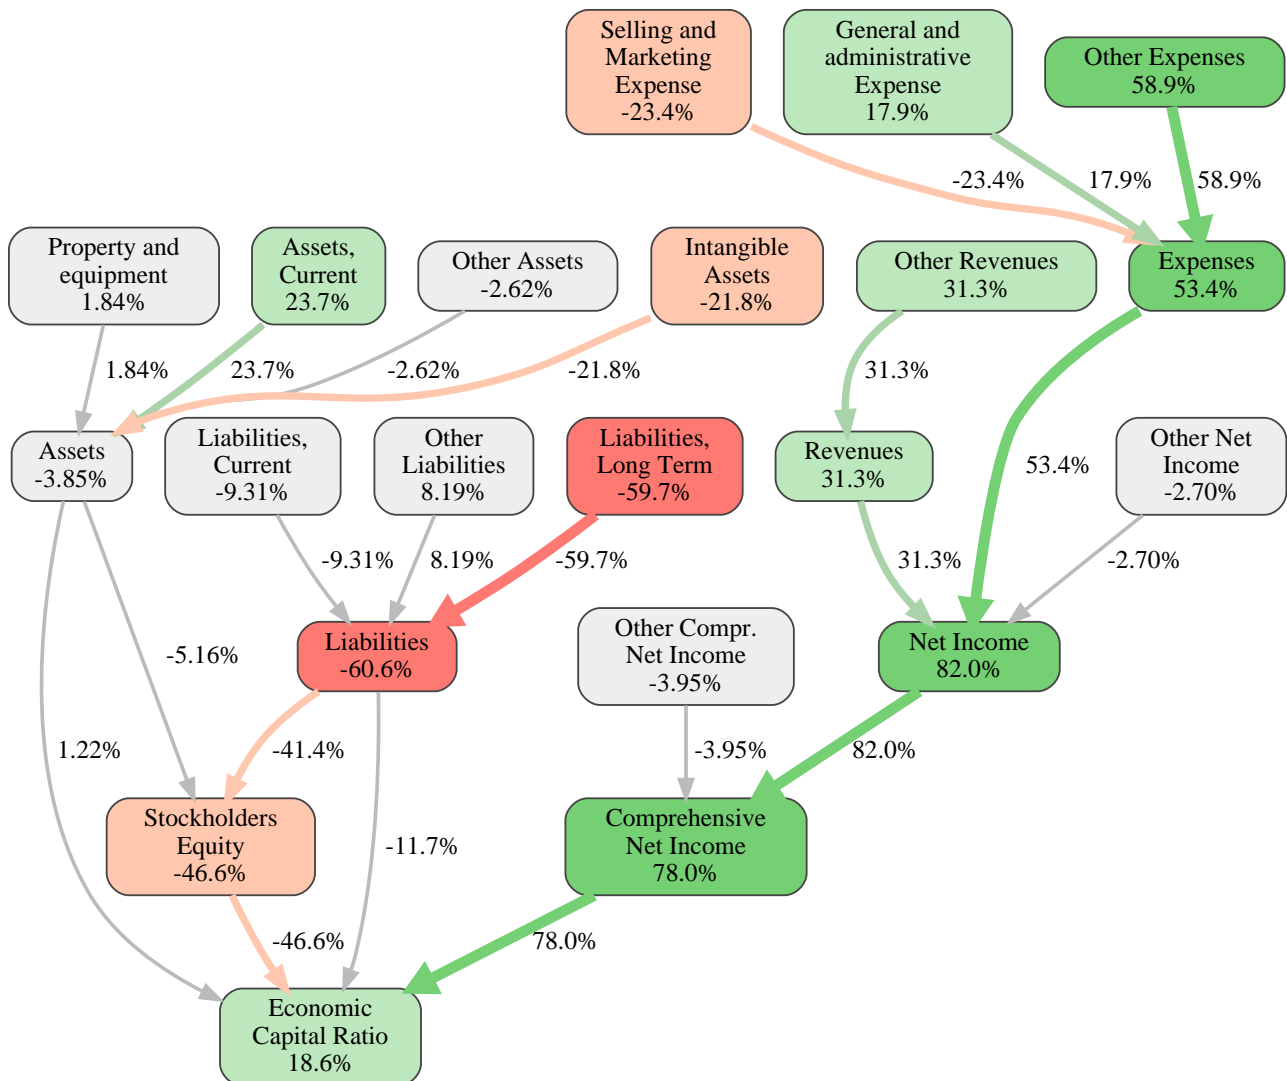 Selling and
Marketing
Expense
-23.4%
General and
administrative
Expense
17.9%
Other Expenses
58.9%
-23.4%
17.9%
58.9%
Property and
equipment
1.84%
Assets,
Current
23.7%
Other Assets
-2.62%
Intangible
Assets
-21.8%
Other Revenues
31.3%
Expenses
53.4%
1.84%
23.7%
-2.62%
-21.8%
31.3%
Assets
-3.85%
Liabilities,
Current
-9.31%
Other
Liabilities
8.19%
Liabilities,
Long Term
-59.7%
Revenues
31.3%
53.4%
Other Net
Income
-2.70%
-9.31%
8.19%
-59.7%
31.3%
-2.70%
-5.16%
Liabilities
-60.6%
Other Compr.
Net Income
-3.95%
Net Income
82.0%
1.22%
-41.4%
-3.95%
82.0%
Stockholders
Equity
-46.6%
-11.7%
Comprehensive
Net Income
78.0%
-46.6%
78.0%
Economic
Capital Ratio
18.6%